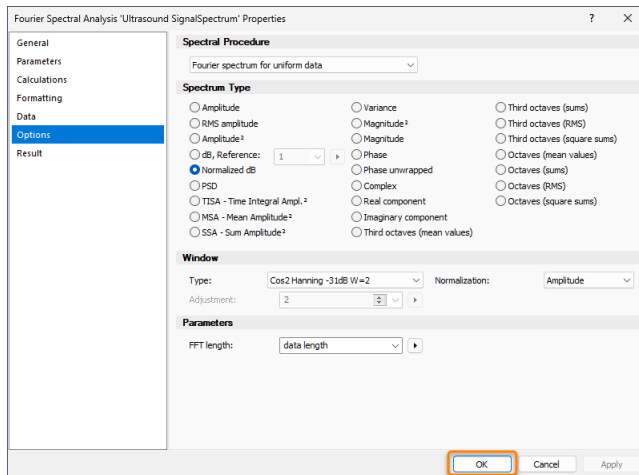 Fourier Spectral Analysis 'Ultrasound SignalSpectrum' Properties ? ×
General
Parameters
Calculations
Formatting
Data
Options
Result
Spectral Procedure
Fourier spectrum for uniform data
Spectrum Type
Amplitude
RMS amplitude
Amplitude²
dB, Reference: 1
Normalized dB
PSD
TISA - Time Integral Ampl.²
MSA - Mean Amplitude²
SSA - Sum Amplitude²
Variance
Magnitude²
Magnitude
Phase
Phase unwrapped
Complex
Real component
Imaginary component
Third octaves (mean values)
Third octaves (sums)
Third octaves (RMS)
Third octaves (square sums)
Octaves (mean values)
Octaves (sums)
Octaves (RMS)
Octaves (square sums)
Window
Type: Cos2 Hanning -31dB W=2 Normalization: Amplitude
Adjustment: 2
Parameters
FFT length: data length
OK Cancel Apply